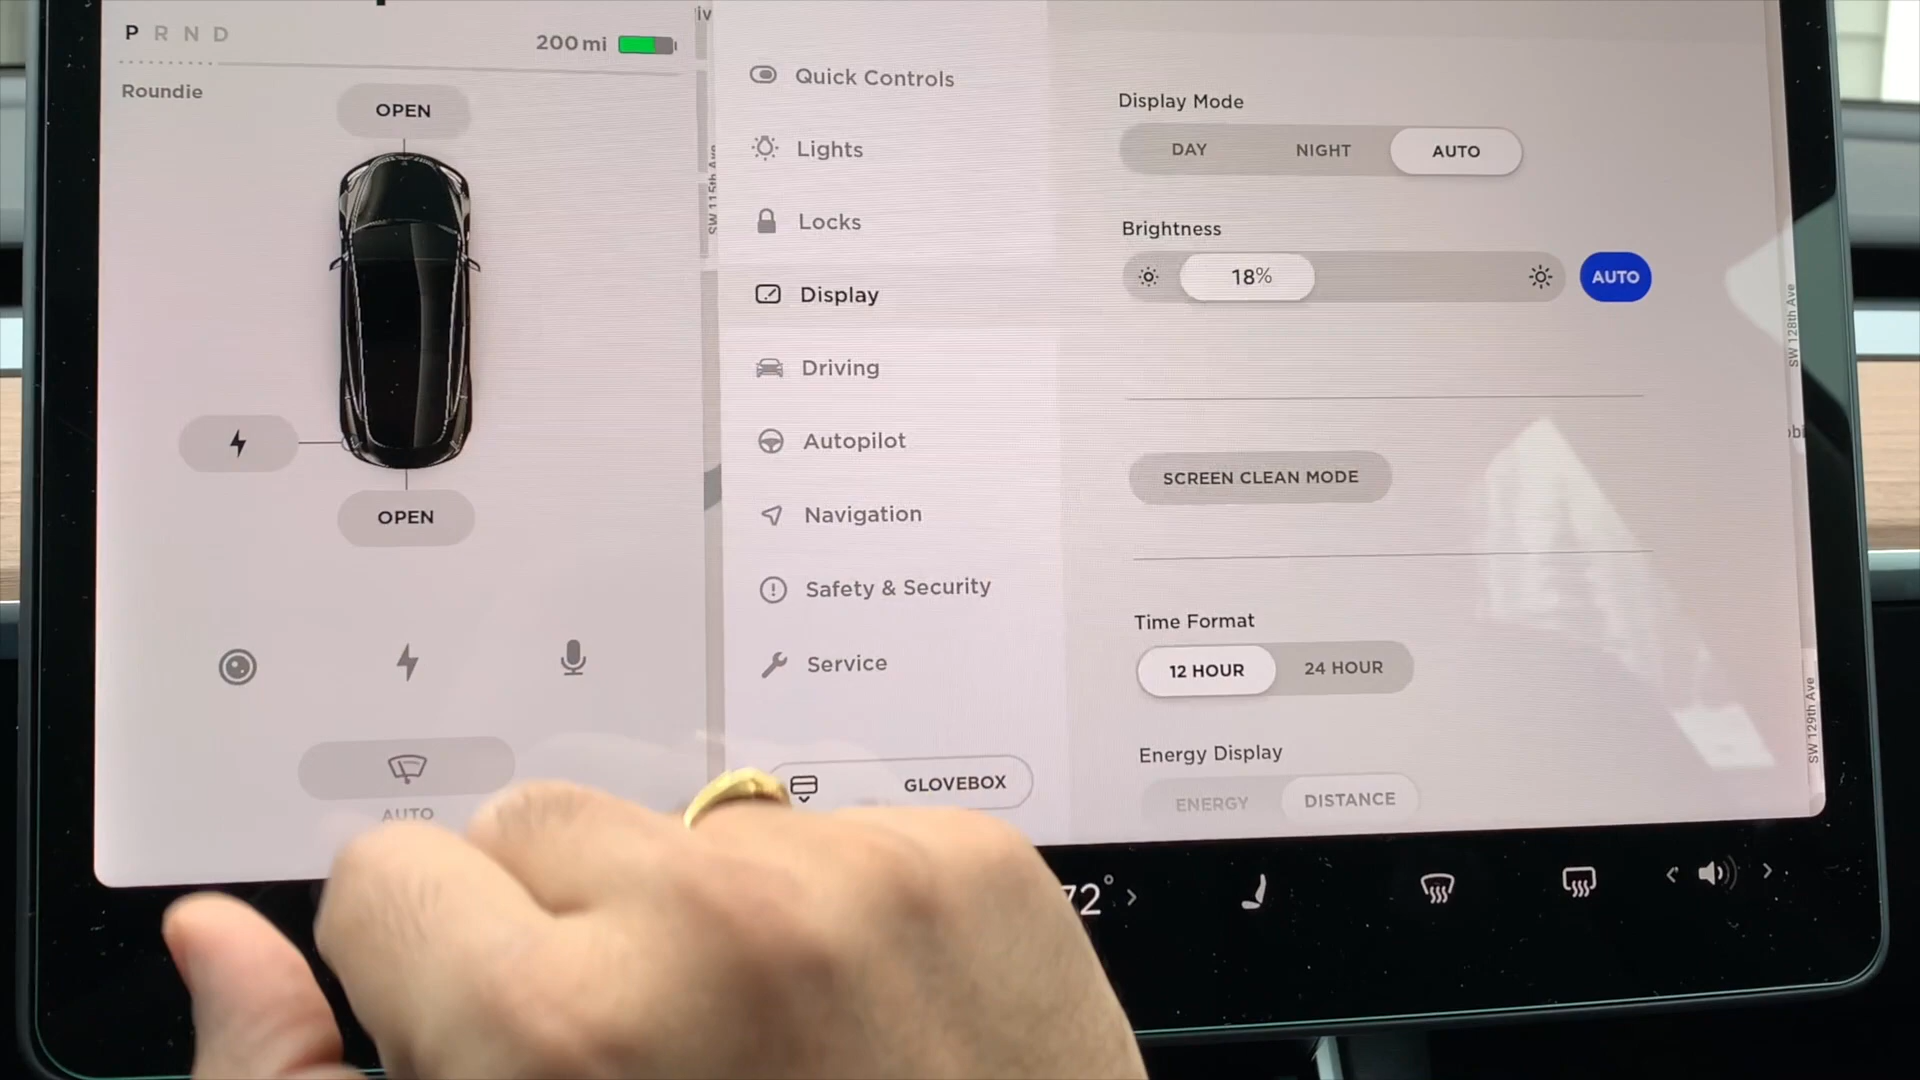 P R N D
200 mi
Roundie
OPEN
OPEN
AUTO
SW 115th Ave
Quick Controls
Lights
Locks
Display
Driving
Autopilot
Navigation
Safety & Security
Service
GLOVEBOX
Display Mode
DAY NIGHT AUTO
Brightness
18% AUTO
SCREEN CLEAN MODE
Time Format
12 HOUR 24 HOUR
Energy Display
ENERGY DISTANCE
SW 128th Ave
SW 129th Ave
72°